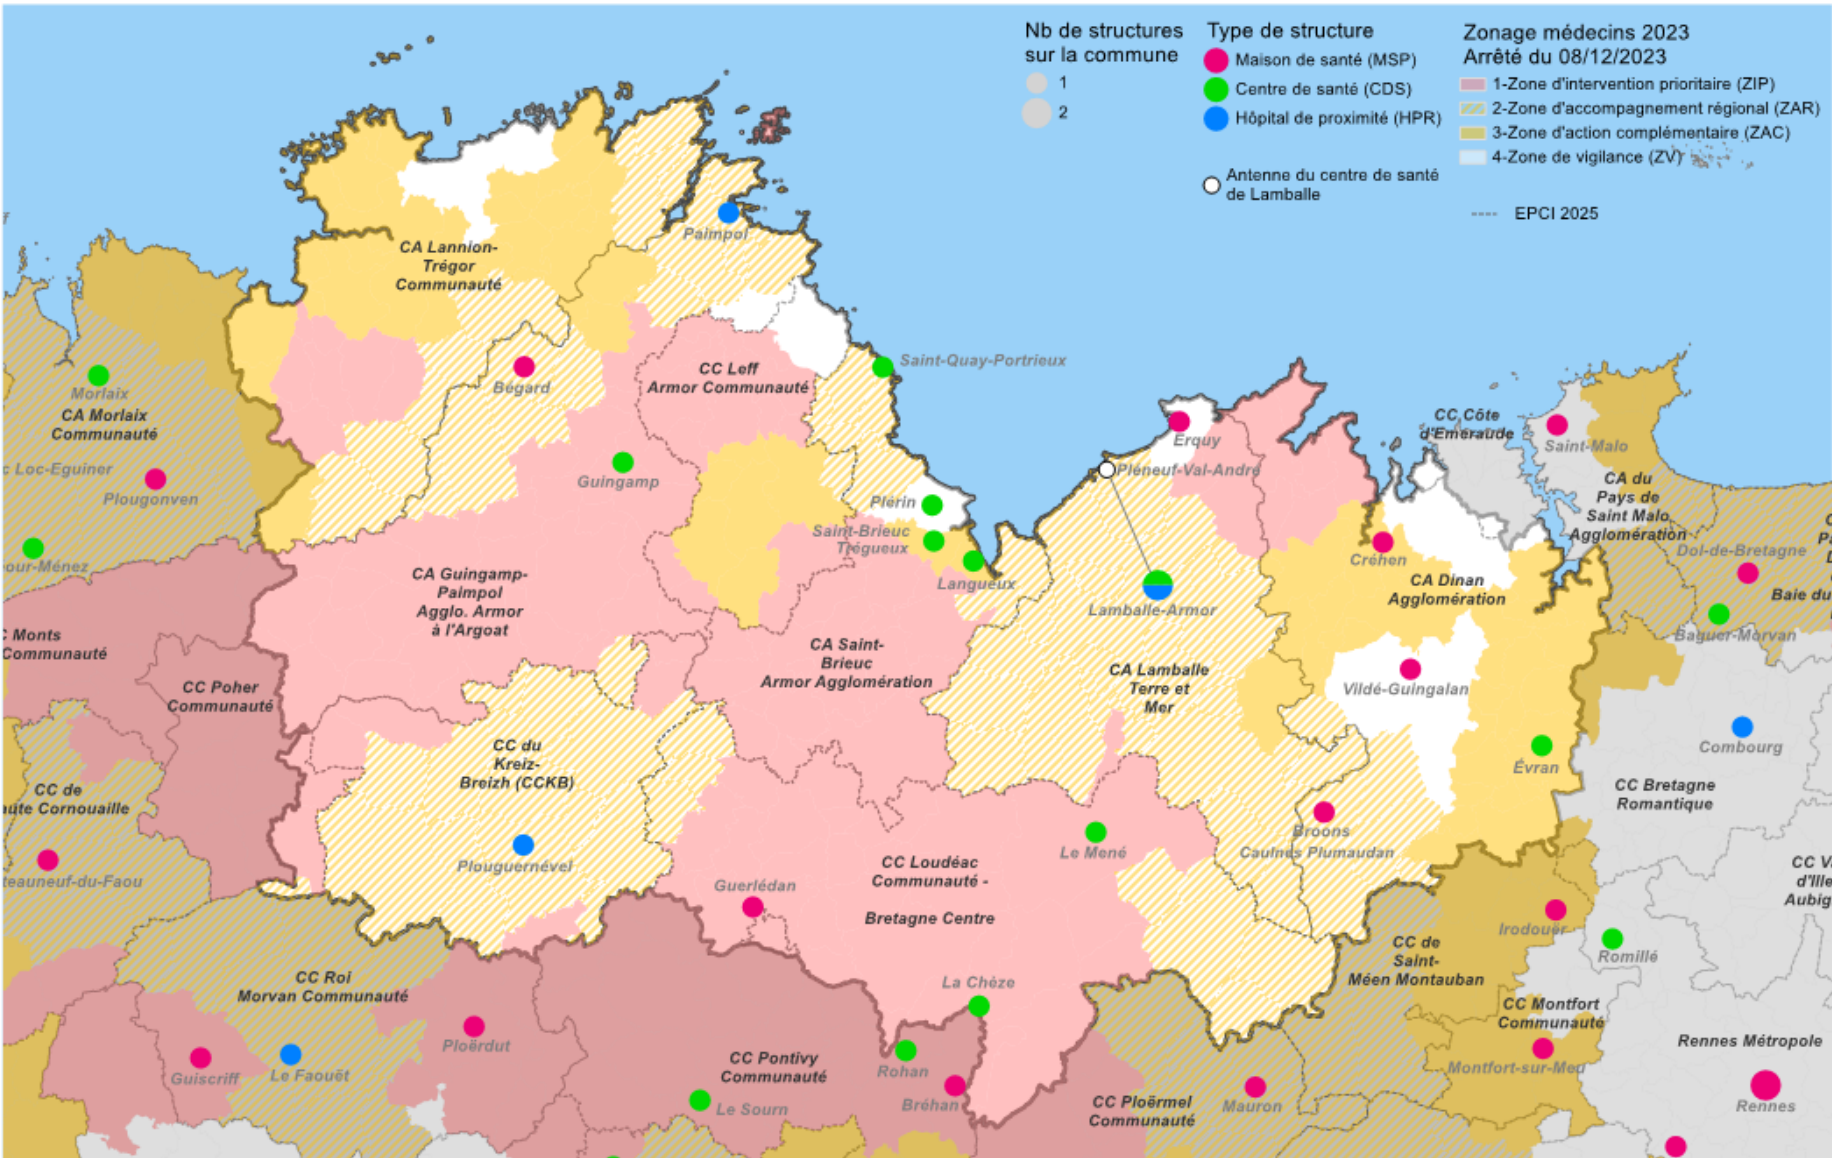 Nb de structures
sur la commune
1
2
Type de structure
Maison de santé (MSP)
Centre de santé (CDS)
Hôpital de proximité (HPR)
Antenne du centre de santé
de Lamballe
Zonage médecins 2023
Arrêté du 08/12/2023
1-Zone d'intervention prioritaire (ZIP)
2-Zone d'accompagnement régional (ZAR)
3-Zone d'action complémentaire (ZAC)
4-Zone de vigilance (ZV)
EPCI 2025
Paimpol
CA Lannion-
Trégor
Communauté
Saint-Quay-Portrieux
CC Leff
Armor Communauté
Bégard
Morlaix
CA Morlaix
Communauté
c Loc-Eguiner
Plougonven
our-Ménez
Guingamp
Erquy
Pléneuf-Val-André
Plérin
Saint-Brieuc
Trégueux
Langueux
Lamballe-Armor
CC Côte
d'Emeraude
Saint-Malo
CA du
Pays de
Saint Malo
Agglomération
Dol-de-Bretagne
Baie du
Baguer-Morvan
Créhen
CA Dinan
Agglomération
CA Guingamp-
Paimpol
Agglo. Armor
à l'Argoat
C Monts
Communauté
CC Poher
Communauté
CA Saint-
Brieuc
Armor Agglomération
CA Lamballe
Terre et
Mer
Vildé-Guingalan
Combourg
Évran
CC Bretagne
Romantique
CC du
Kreiz-
Breizh (CCKB)
CC de
aute Cornouaille
teauneuf-du-Faou
Plouguernével
Le Mené
Broons
Caulnes Plumaudan
CC Loudéac
Communauté -
Bretagne Centre
Guerlédan
CC V
d'Ille
Aubig
Irodouër
Romillé
CC de
Saint-
Méen Montauban
CC Roi
Morvan Communauté
La Chèze
CC Montfort
Communauté
Rennes Métropole
Ploërdut
Guiscriff
Le Faouët
CC Pontivy
Communauté
Rohan
Bréhan
Le Sourn
CC Ploërmel
Communauté
Mauron
Montfort-sur-Meu
Rennes